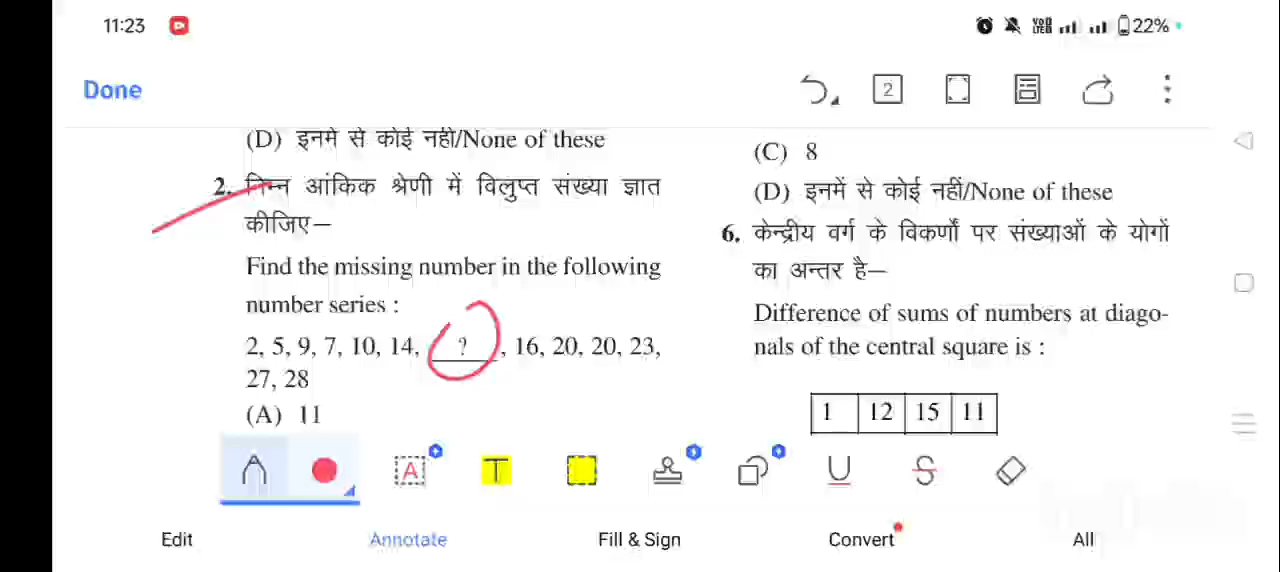 11:23
VoD LTE 22%
Done
2
(D) इनमें से कोई नहीं/None of these
2. निम्न आंकिक श्रेणी में विलुप्त संख्या ज्ञात
कीजिए—
Find the missing number in the following
number series :
2, 5, 9, 7, 10, 14, ?, 16, 20, 20, 23,
27, 28
(A) 11
(C) 8
(D) इनमें से कोई नहीं/None of these
6. केन्द्रीय वर्ग के विकर्णों पर संख्याओं के योगों
का अन्तर है—
Difference of sums of numbers at diago-
nals of the central square is :
1 12 15 11
A T U S
Edit Annotate Fill & Sign Convert All